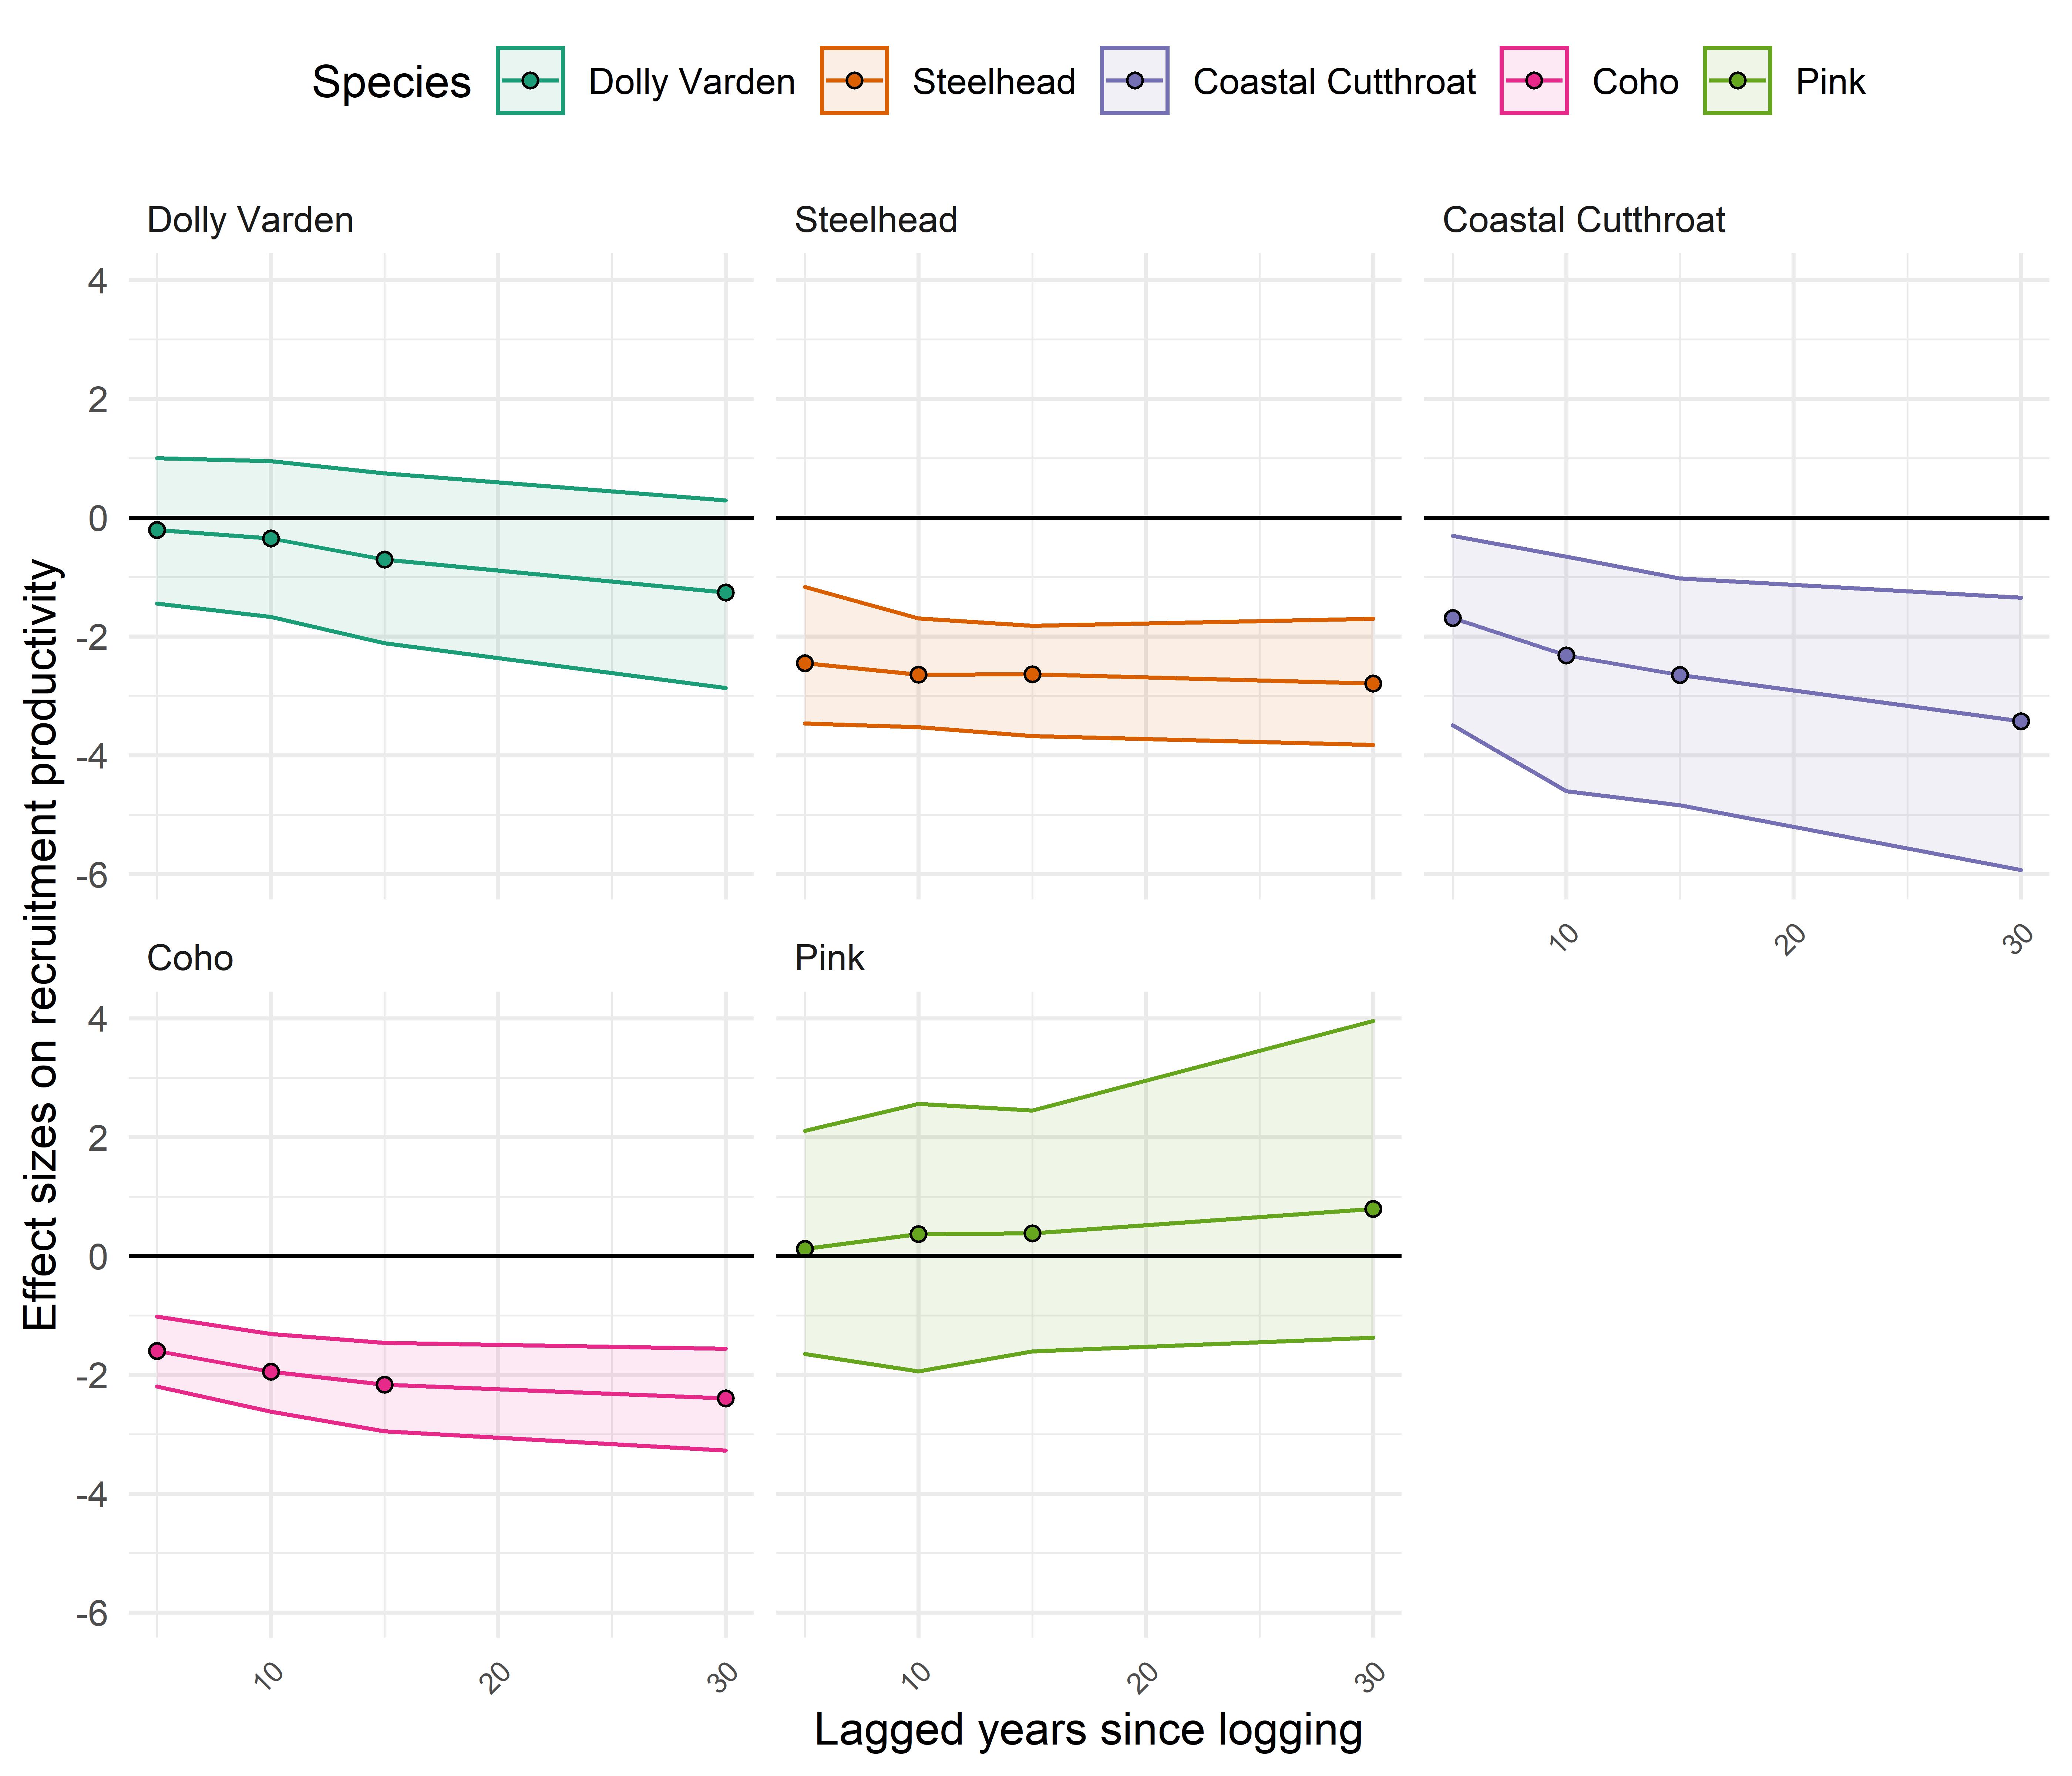 Species Dolly Varden Steelhead Coastal Cutthroat Coho Pink
Dolly Varden Steelhead Coastal Cutthroat
4
2
0
-2
-4
-6
10 20 30
Coho Pink
4
2
0
-2
-4
-6
10 20 30 10 20 30
Lagged years since logging
Effect sizes on recruitment productivity